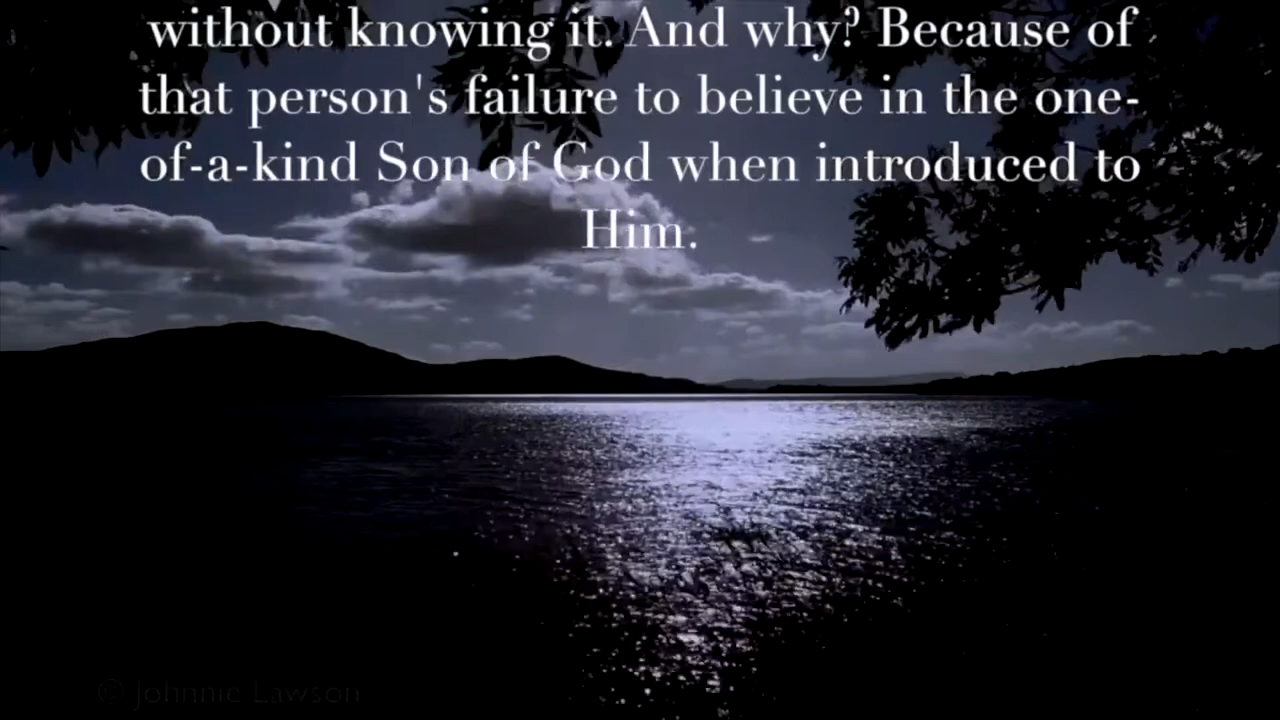 without knowing it. And why? Because of
that person's failure to believe in the one-
of-a-kind Son of God when introduced to
Him.
© Johnnie Lawson